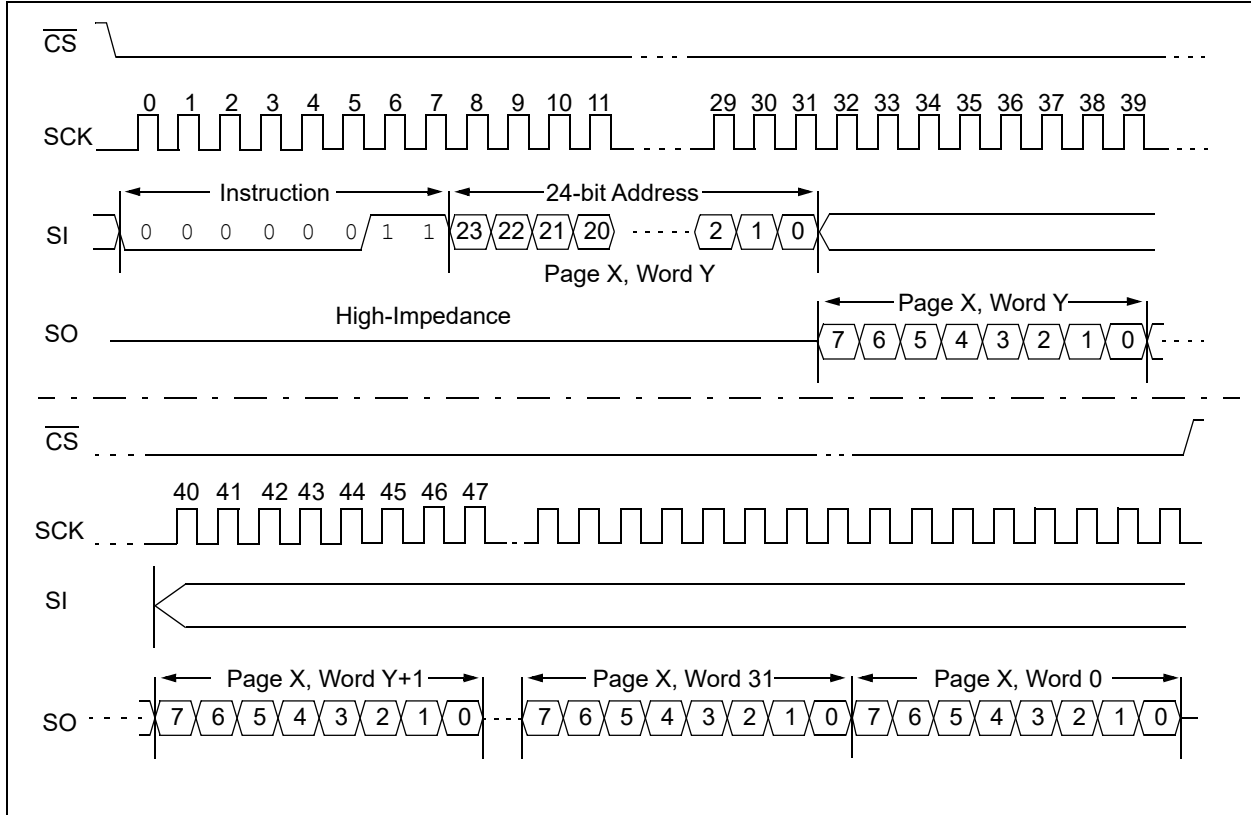 CS
0 1 2 3 4 5 6 7 8 9 10 11 29 30 31 32 33 34 35 36 37 38 39
SCK
Instruction 24-bit Address
SI 0 0 0 0 0 0 1 1 23 22 21 20 2 1 0
Page X, Word Y
High-Impedance Page X, Word Y
SO 7 6 5 4 3 2 1 0
CS
40 41 42 43 44 45 46 47
SCK
SI
Page X, Word Y+1 Page X, Word 31 Page X, Word 0
SO 7 6 5 4 3 2 1 0 7 6 5 4 3 2 1 0 7 6 5 4 3 2 1 0